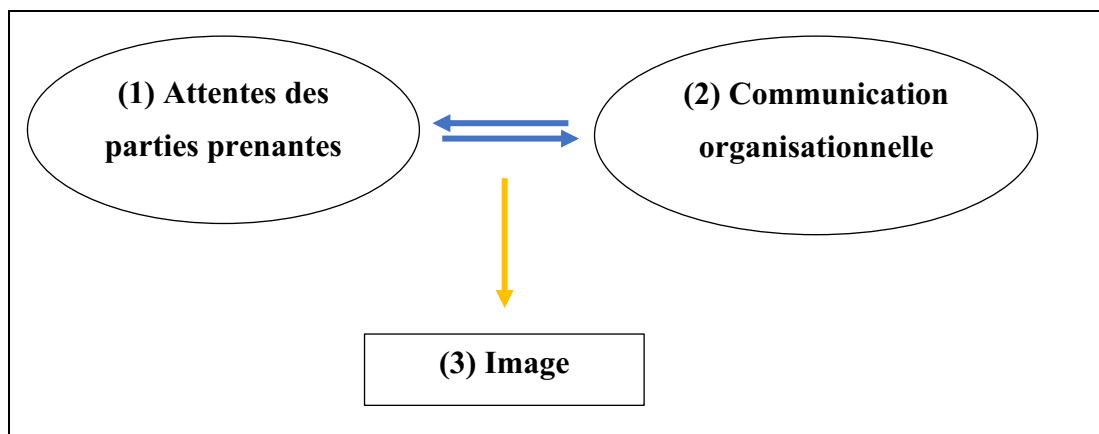 (1) Attentes des
parties prenantes
(2) Communication
organisationnelle
(3) Image